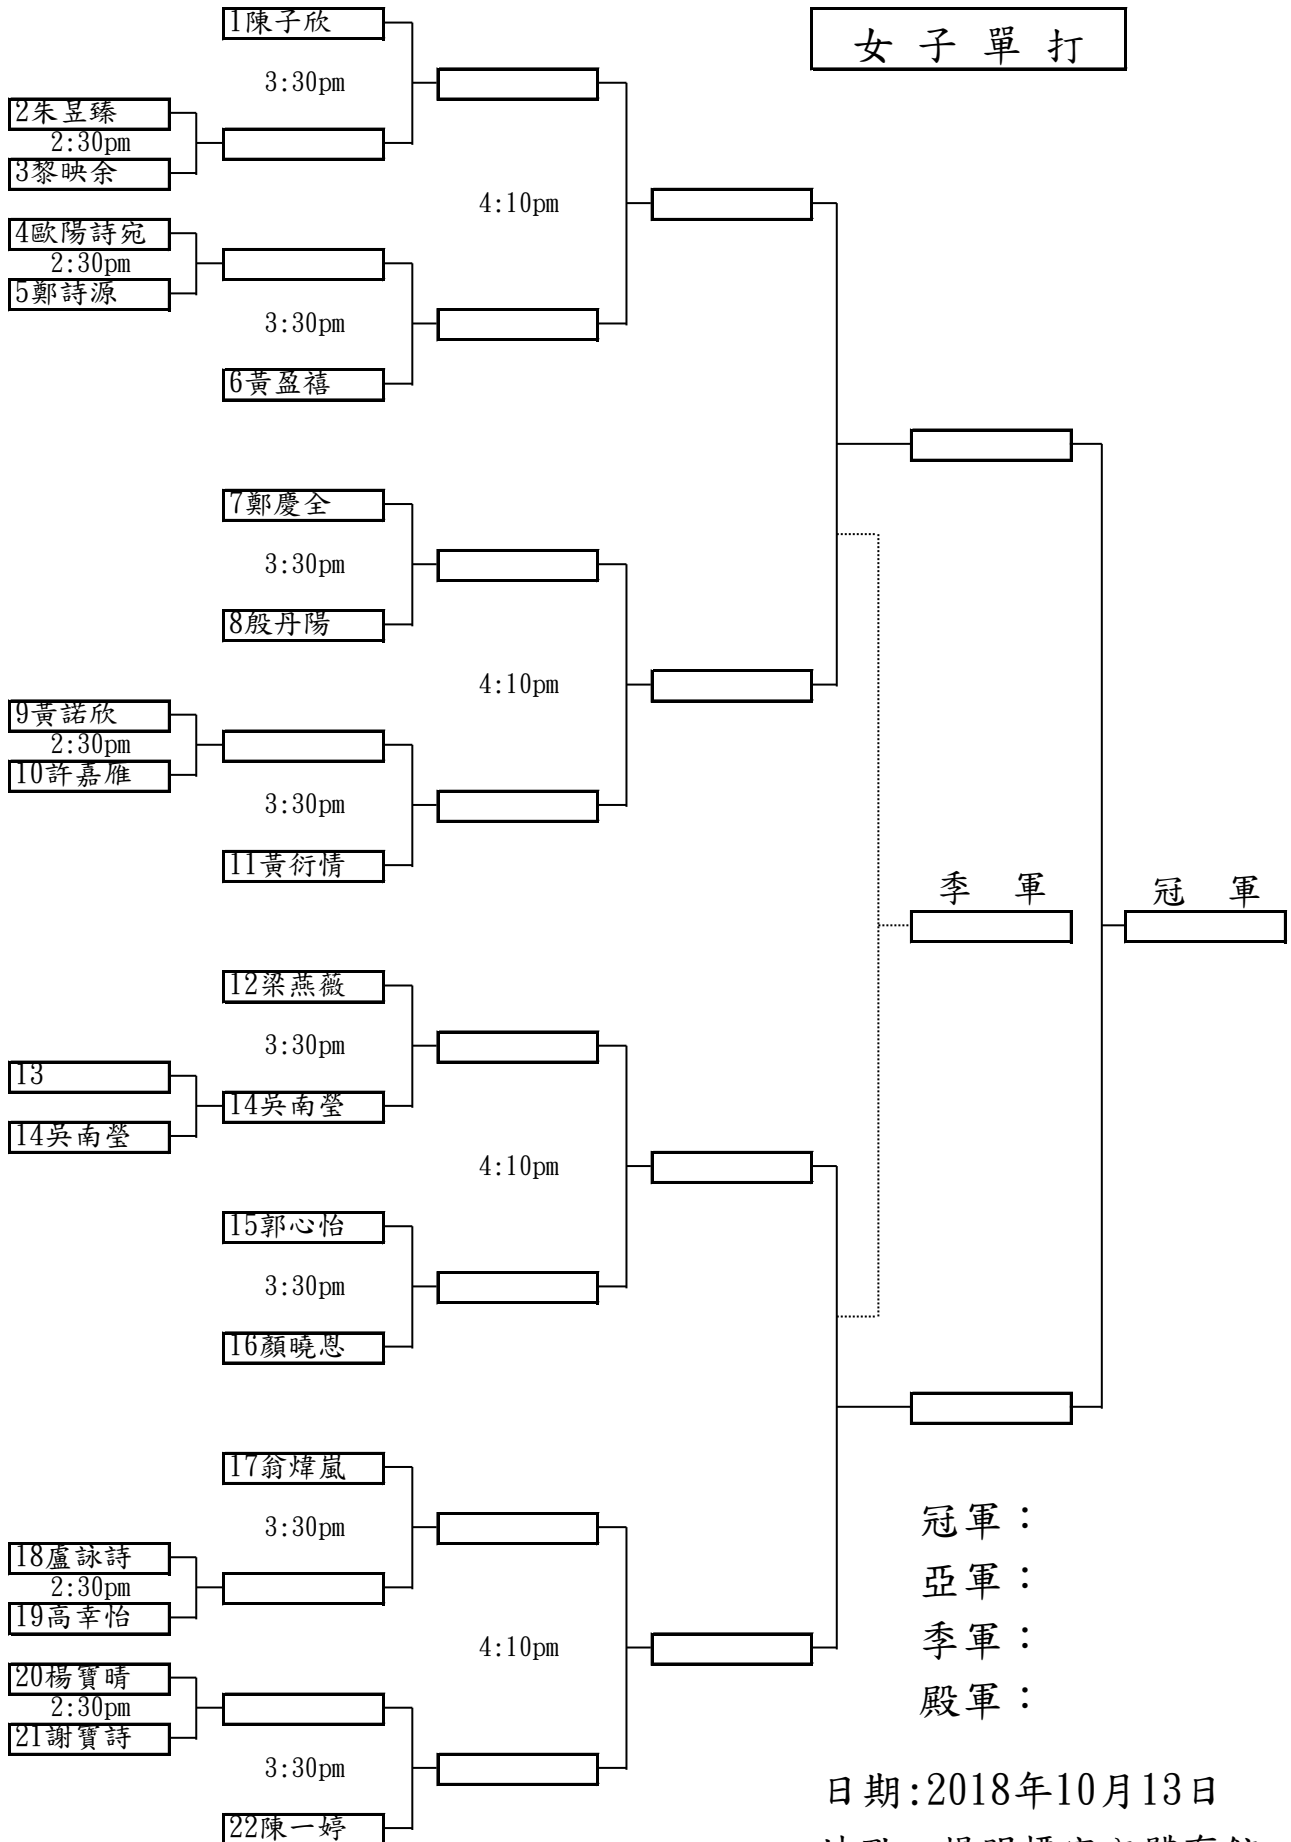 女子單打
1陳子欣
3:30pm
2朱昱臻
2:30pm
3黎映余
4:10pm
4歐陽詩宛
2:30pm
5鄭詩源
3:30pm
6黃盈禧
7鄭慶全
3:30pm
8殷丹陽
4:10pm
9黃諾欣
2:30pm
10許嘉雁
3:30pm
11黃衍情
季軍
冠軍
12梁燕薇
3:30pm
13
14吳南瑩
14吳南瑩
4:10pm
15郭心怡
3:30pm
16顏曉恩
17翁煒嵐
3:30pm
18盧詠詩
2:30pm
19高幸怡
4:10pm
20楊寶晴
2:30pm
21謝寶詩
3:30pm
22陳一婷
冠軍：
亞軍：
季軍：
殿軍：
日期:2018年10月13日